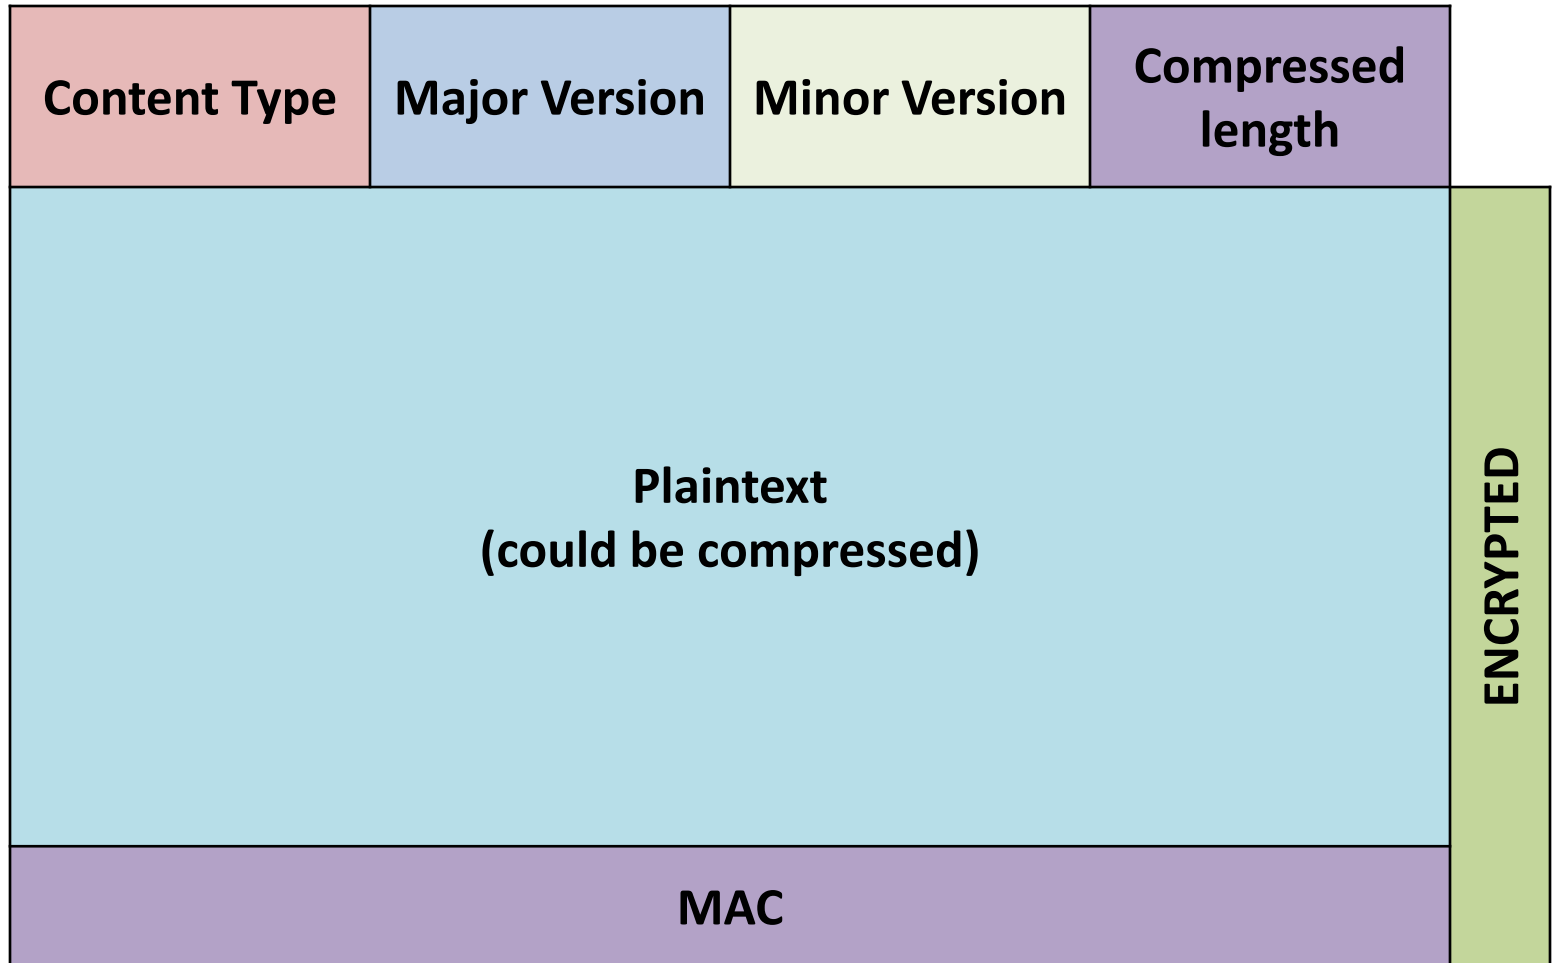 Content Type
Major Version
Minor Version
Compressed
length
Plaintext
(could be compressed)
ENCRYPTED
MAC